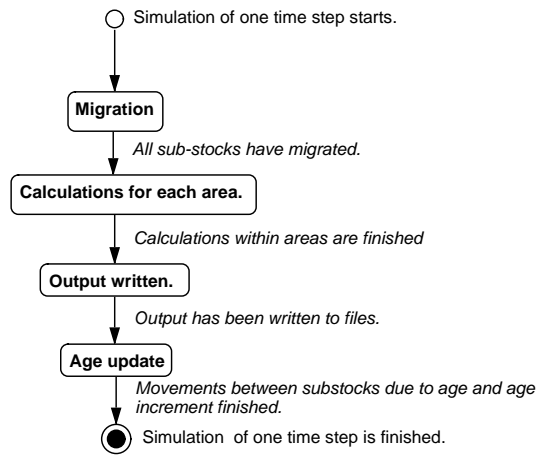 Simulation of one time step starts.
Migration
All sub-stocks have migrated.
Calculations for each area.
Calculations within areas are finished
Output written.
Output has been written to files.
Age update
Movements between substocks due to age and age
increment finished.
Simulation of one time step is finished.